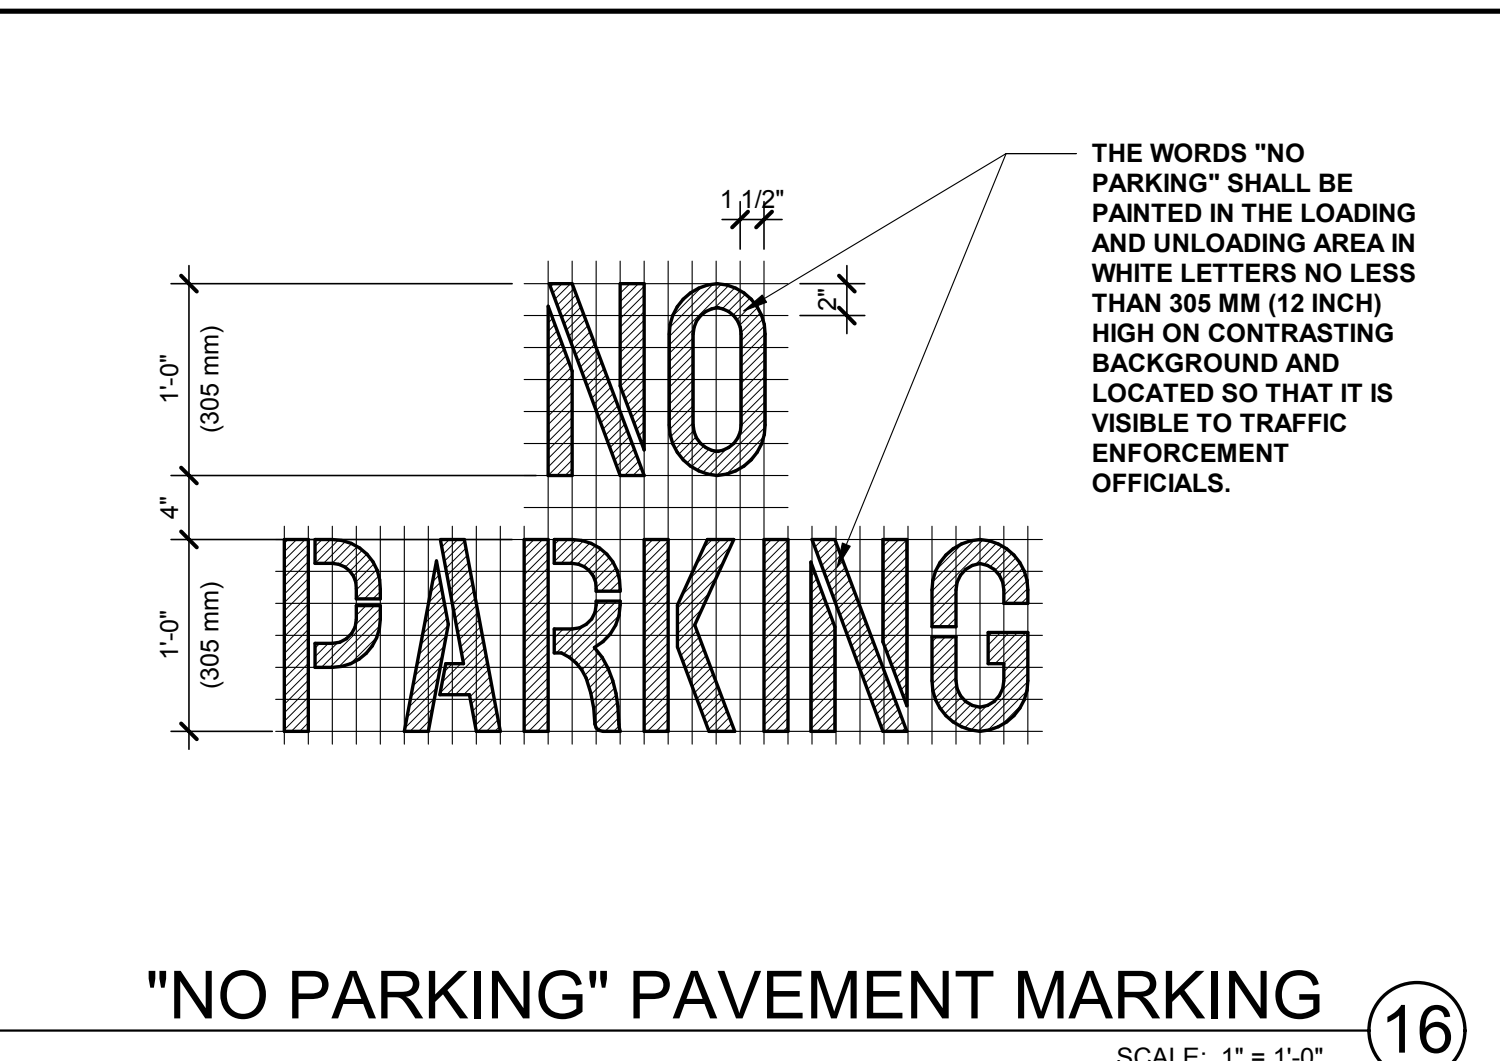 THE WORDS "NO
PARKING" SHALL BE
PAINTED IN THE LOADING
AND UNLOADING AREA IN
WHITE LETTERS NO LESS
THAN 305 MM (12 INCH)
HIGH ON CONTRASTING
BACKGROUND AND
LOCATED SO THAT IT IS
VISIBLE TO TRAFFIC
ENFORCEMENT
OFFICIALS.
1 1/2"
2"
1'-0"
(305 mm)
4"
1'-0"
(305 mm)
NO
PARKING
"NO PARKING" PAVEMENT MARKING
16
SCALE: 1" = 1'-0"